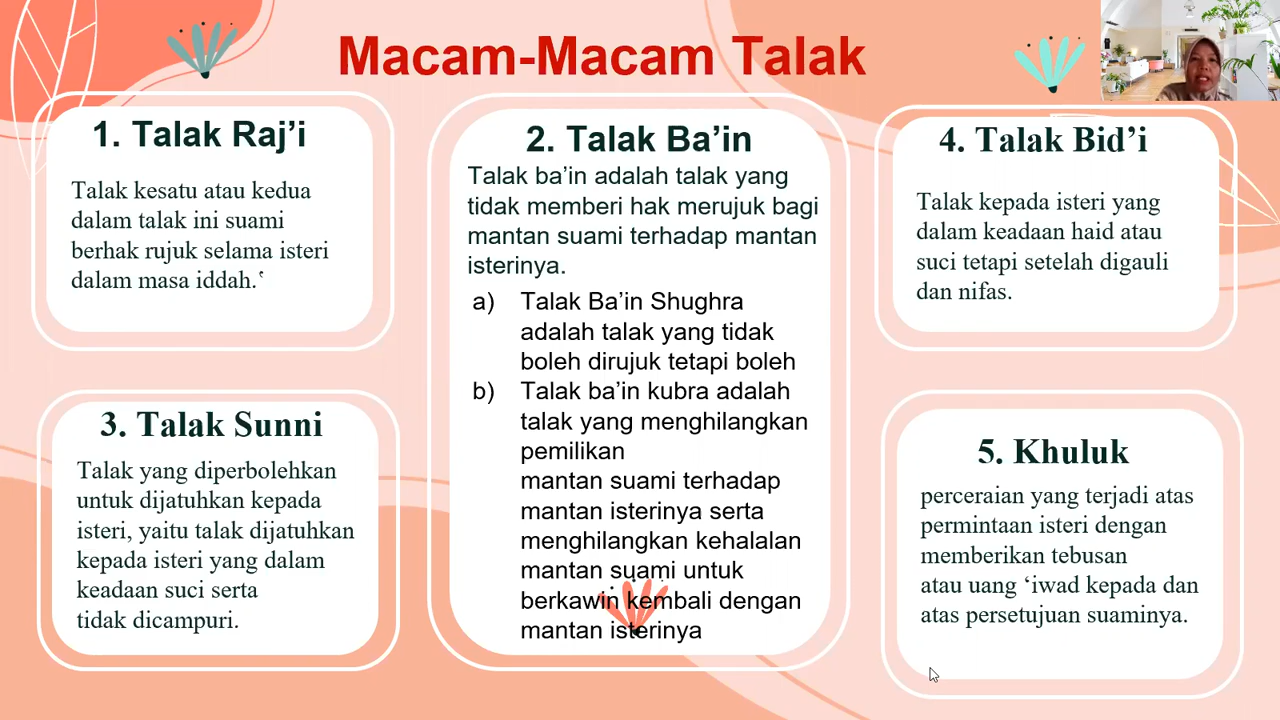 Macam-Macam Talak
1. Talak Raj’i
Talak kesatu atau kedua
dalam talak ini suami
berhak rujuk selama isteri
dalam masa iddah.‛
2. Talak Ba’in
Talak ba’in adalah talak yang
tidak memberi hak merujuk bagi
mantan suami terhadap mantan
isterinya.
a) Talak Ba’in Shughra
adalah talak yang tidak
boleh dirujuk tetapi boleh
b) Talak ba’in kubra adalah
talak yang menghilangkan
pemilikan
mantan suami terhadap
mantan isterinya serta
menghilangkan kehalalan
mantan suami untuk
berkawin kembali dengan
mantan isterinya
3. Talak Sunni
Talak yang diperbolehkan
untuk dijatuhkan kepada
isteri, yaitu talak dijatuhkan
kepada isteri yang dalam
keadaan suci serta
tidak dicampuri.
4. Talak Bid’i
Talak kepada isteri yang
dalam keadaan haid atau
suci tetapi setelah digauli
dan nifas.
5. Khuluk
perceraian yang terjadi atas
permintaan isteri dengan
memberikan tebusan
atau uang ‘iwad kepada dan
atas persetujuan suaminya.